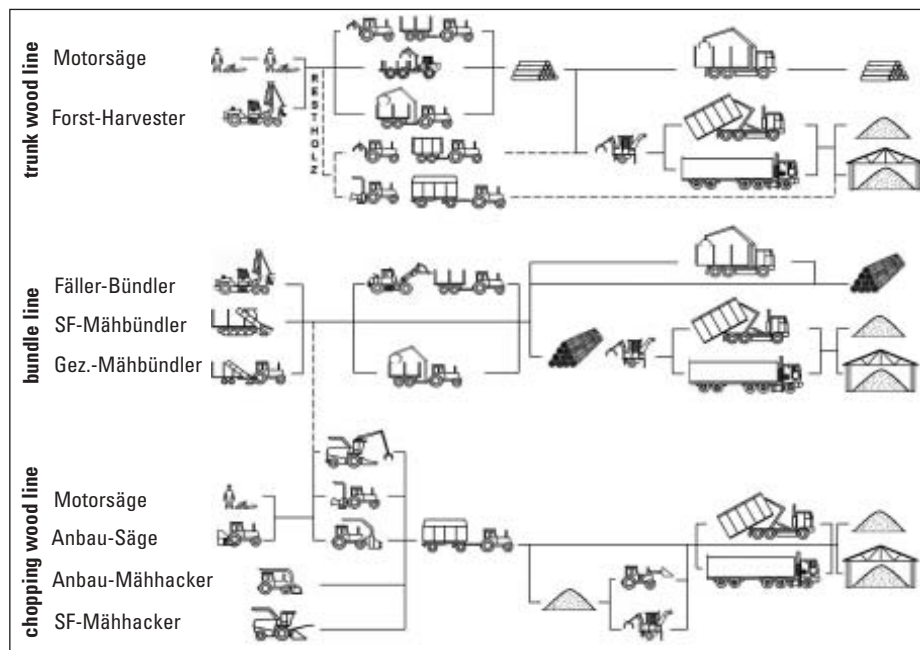 trunk wood line
Motorsäge
Forst-Harvester
RESTHOLZ
bundle line
Fäller-Bündler
SF-Mähbündler
Gez.-Mähbündler
chopping wood line
Motorsäge
Anbau-Säge
Anbau-Mähhacker
SF-Mähhacker